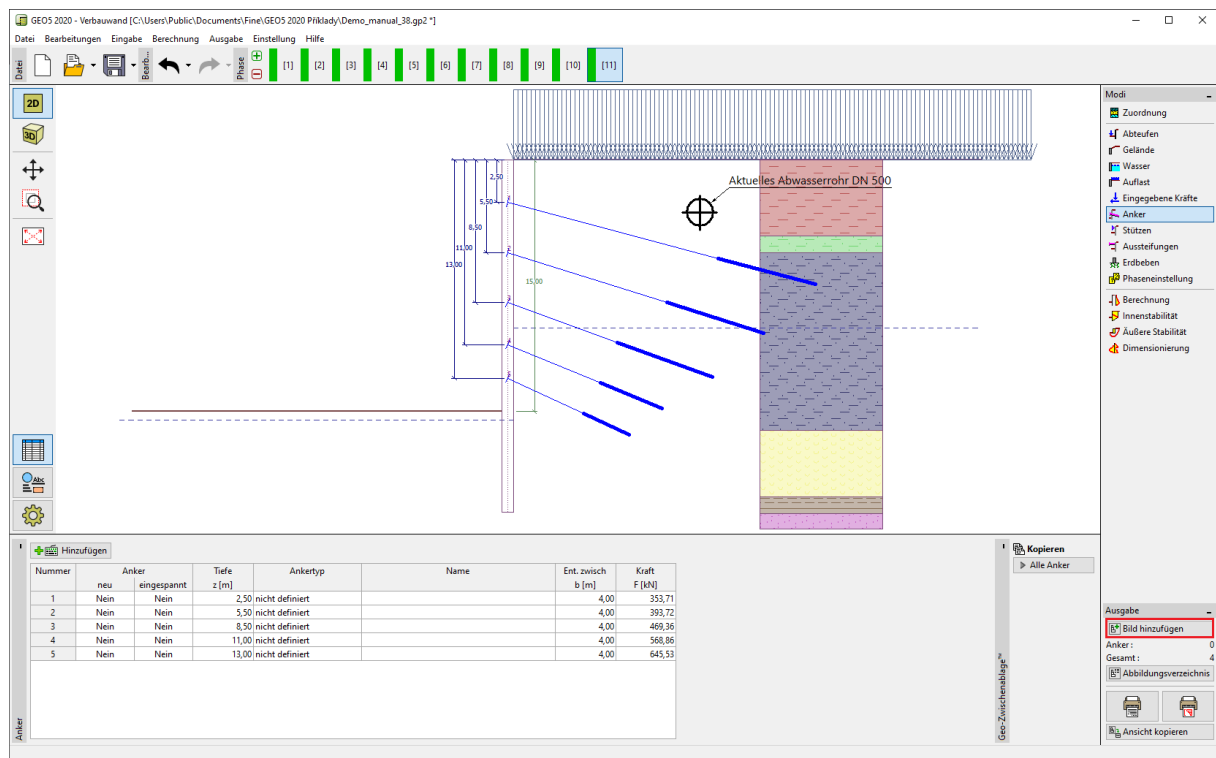 GEO5 2020 - Verbauwand [C:\Users\Public\Documents\Fine\GEO5 2020 Příklady\Demo_manual_38.gp2 *]
Datei Bearbeitungen Eingabe Berechnung Ausgabe Einstellung Hilfe
Datei
Bearb...
Phase
[1] [2] [3] [4] [5] [6] [7] [8] [9] [10] [11]
2D
3D
Abc
2,50
5,50
8,50
11,00
13,00
15,00
Aktuelles Abwasserrohr DN 500
Modi
Zuordnung
Abteufen
Gelände
Wasser
Auflast
Eingegebene Kräfte
Anker
Stützen
Aussteifungen
Erdbeben
Phaseneinstellung
Berechnung
Innenstabilität
Äußere Stabilität
Dimensionierung
Anker
Hinzufügen
Nummer Anker Tiefe Ankertyp Name Ent. zwisch Kraft
neu eingespannt z [m] b [m] F [kN]
1 Nein Nein 2,50 nicht definiert 4,00 353,71
2 Nein Nein 5,50 nicht definiert 4,00 393,72
3 Nein Nein 8,50 nicht definiert 4,00 469,36
4 Nein Nein 11,00 nicht definiert 4,00 568,86
5 Nein Nein 13,00 nicht definiert 4,00 645,53
Geo-Zwischenablage™
Kopieren
Alle Anker
Ausgabe
Bild hinzufügen
Anker : 0
Gesamt : 4
Abbildungsverzeichnis
Ansicht kopieren